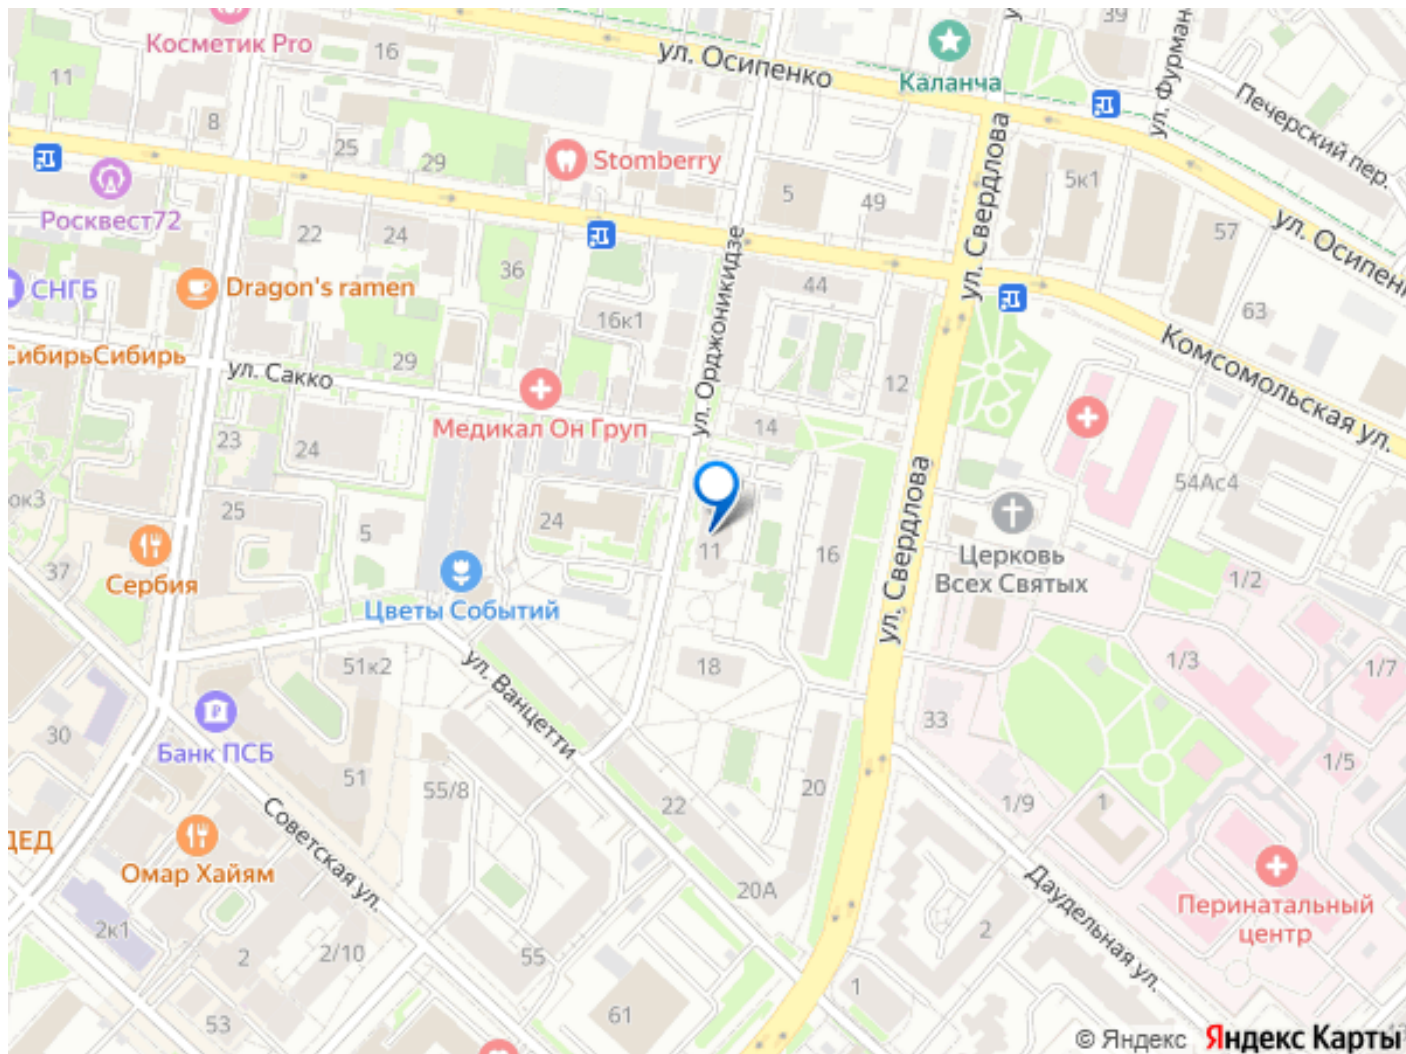 Косметик Pro
16
11
8
ул. Осипенко
Каланча
39
ул. Фурман
Печерский пер.
25
29
Stomberry
5
49
ул. Свердлова
5к1
57
ул. Осипенк
Росквест72
22
24
36
ул. Орджоникидзе
44
63
СНГБ
Dragon's ramen
16к1
Комсомольская ул.
СибирьСибирь
ул. Сакко
29
12
23
24
Медикал Он Груп
14
54Ас4
ок3
25
5
24
11
16
ул. Свердлова
Церковь
Всех Святых
37
Сербия
Цветы Событий
1/2
51к2
ул. Ванцетти
18
1/3
1/7
Банк ПСБ
30
33
1/5
51
55/8
22
20
1/9
1
ДЕД
Омар Хайям
Советская ул.
20А
Даудельная ул.
Перинатальный
центр
2к1
2
2/10
55
2
53
61
1
© Яндекс Яндекс Карты